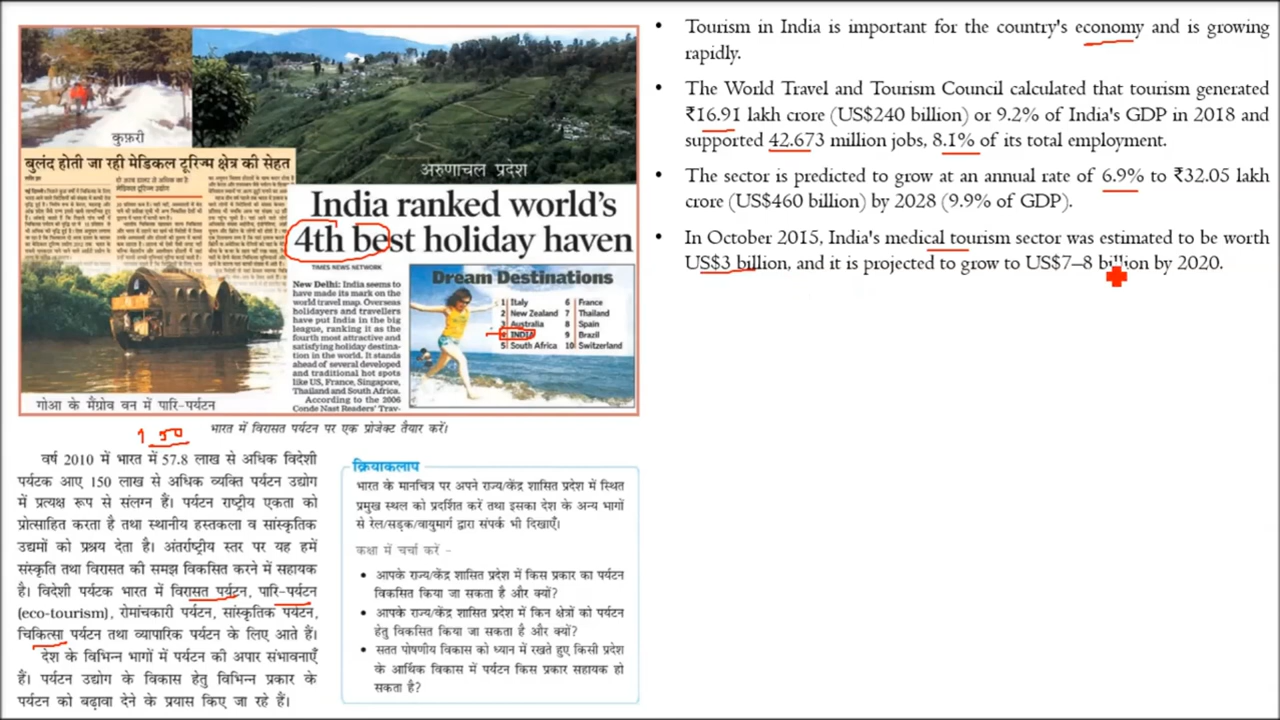 कुफ़री
अरुणाचल प्रदेश
बुलंद होती जा रही मेडिकल टूरिज्म क्षेत्र की सेहत
India ranked world's
4th best holiday haven
TIMES NEWS NETWORK
New Delhi: India seems to
have made its mark on the
world travel map. Overseas
holidayers and travellers
have put India in the big
league, ranking it as the
fourth most attractive and
satisfying holiday destina-
tion in the world. It stands
ahead of several developed
and traditional hot spots
like US, France, Singapore,
Thailand and South Africa.
According to the 2006
Conde Nast Readers' Trav-
Dream Destinations
1 Italy 6 France
2 New Zealand 7 Thailand
3 Australia 8 Spain
INDIA 9 Brazil
5 South Africa 10 Switzerland
गोआ के मैंग्रोव वन में पारि-पर्यटन
भारत में विरासत पर्यटन पर एक प्रोजेक्ट तैयार करें।
1 50
वर्ष 2010 में भारत में 57.8 लाख से अधिक विदेशी
पर्यटक आए 150 लाख से अधिक व्यक्ति पर्यटन उद्योग
में प्रत्यक्ष रूप से संलग्न हैं। पर्यटन राष्ट्रीय एकता को
प्रोत्साहित करता है तथा स्थानीय हस्तकला व सांस्कृतिक
उद्यमों को प्रश्रय देता है। अंतर्राष्ट्रीय स्तर पर यह हमें
संस्कृति तथा विरासत की समझ विकसित करने में सहायक
है। विदेशी पर्यटक भारत में विरासत पर्यटन, पारि-पर्यटन
(eco-tourism), रोमांचकारी पर्यटन, सांस्कृतिक पर्यटन,
चिकित्सा पर्यटन तथा व्यापारिक पर्यटन के लिए आते हैं।
देश के विभिन्न भागों में पर्यटन की अपार संभावनाएँ
हैं। पर्यटन उद्योग के विकास हेतु विभिन्न प्रकार के
पर्यटन को बढ़ावा देने के प्रयास किए जा रहे हैं।
क्रियाकलाप
भारत के मानचित्र पर अपने राज्य/केंद्र शासित प्रदेश में स्थित
प्रमुख स्थल को प्रदर्शित करें तथा इसका देश के अन्य भागों
से रेल/सड़क/वायुमार्ग द्वारा संपर्क भी दिखाएँ।
कक्षा में चर्चा करें -
• आपके राज्य/केंद्र शासित प्रदेश में किस प्रकार का पर्यटन
विकसित किया जा सकता है और क्यों?
• आपके राज्य/केंद्र शासित प्रदेश में किन क्षेत्रों को पर्यटन
हेतु विकसित किया जा सकता है और क्यों?
• सतत पोषणीय विकास को ध्यान में रखते हुए किसी प्रदेश
के आर्थिक विकास में पर्यटन किस प्रकार सहायक हो
सकता है?
• Tourism in India is important for the country's economy and is growing
rapidly.
• The World Travel and Tourism Council calculated that tourism generated
₹16.91 lakh crore (US$240 billion) or 9.2% of India's GDP in 2018 and
supported 42.673 million jobs, 8.1% of its total employment.
• The sector is predicted to grow at an annual rate of 6.9% to ₹32.05 lakh
crore (US$460 billion) by 2028 (9.9% of GDP).
• In October 2015, India's medical tourism sector was estimated to be worth
US$3 billion, and it is projected to grow to US$7–8 billion by 2020.